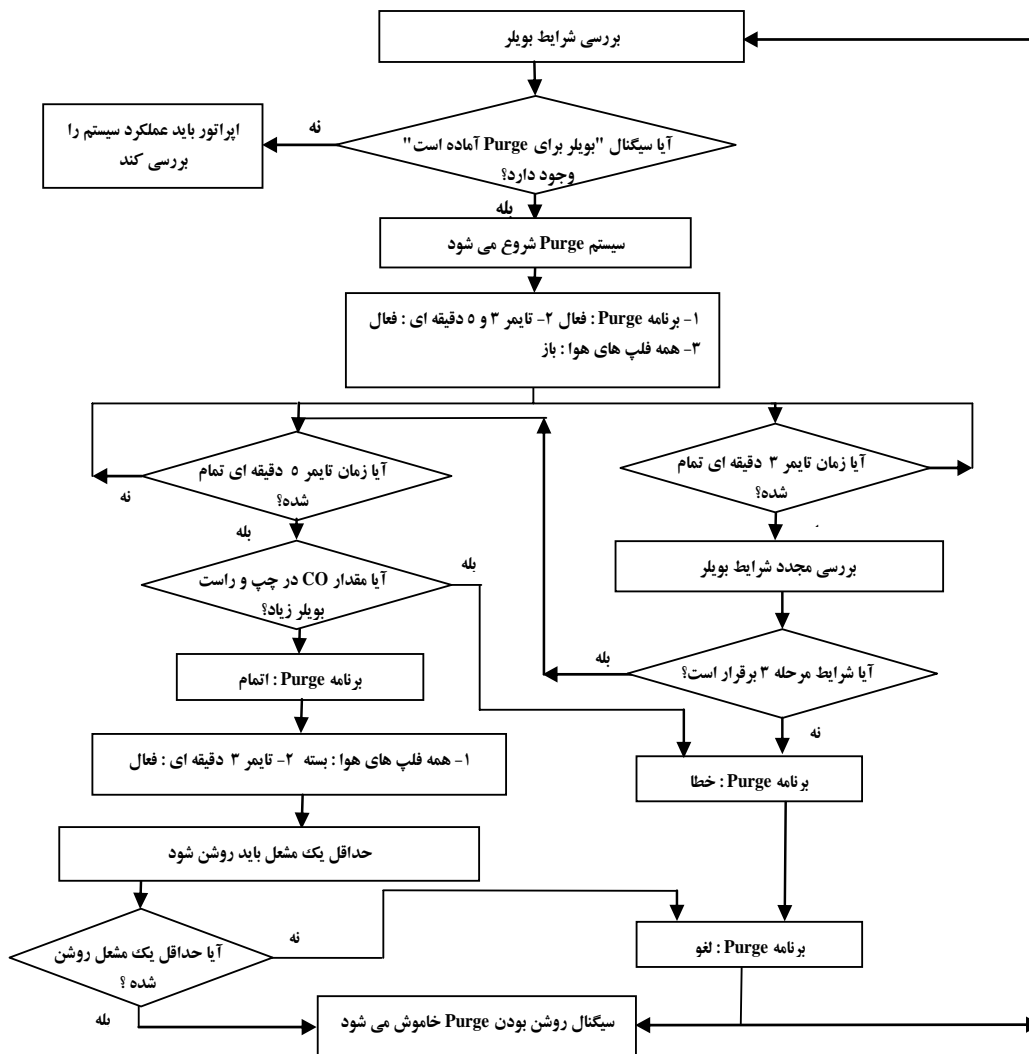 بررسی شرایط بویلر
آیا سیگنال "بویلر برای Purge آماده است"
وجود دارد؟
نه
اپراتور باید عملکرد سیستم را
بررسی کند
بله
سیستم Purge شروع می شود
۱- برنامه Purge : فعال ۲- تایمر ۳ و ۵ دقیقه ای : فعال
۳- همه فلپ های هوا : باز
آیا زمان تایمر ۳ دقیقه ای تمام
شده؟
آیا زمان تایمر ۵ دقیقه ای تمام
شده؟
نه
بله
بررسی مجدد شرایط بویلر
آیا مقدار CO در چپ و راست
بویلر زیاد؟
بله
آیا شرایط مرحله ۳ برقرار است؟
بله
نه
برنامه Purge : اتمام
۱- همه فلپ های هوا : بسته ۲- تایمر ۳ دقیقه ای : فعال
برنامه Purge : خطا
حداقل یک مشعل باید روشن شود
آیا حداقل یک مشعل روشن
شده ؟
نه
برنامه Purge : لغو
بله
سیگنال روشن بودن Purge خاموش می شود